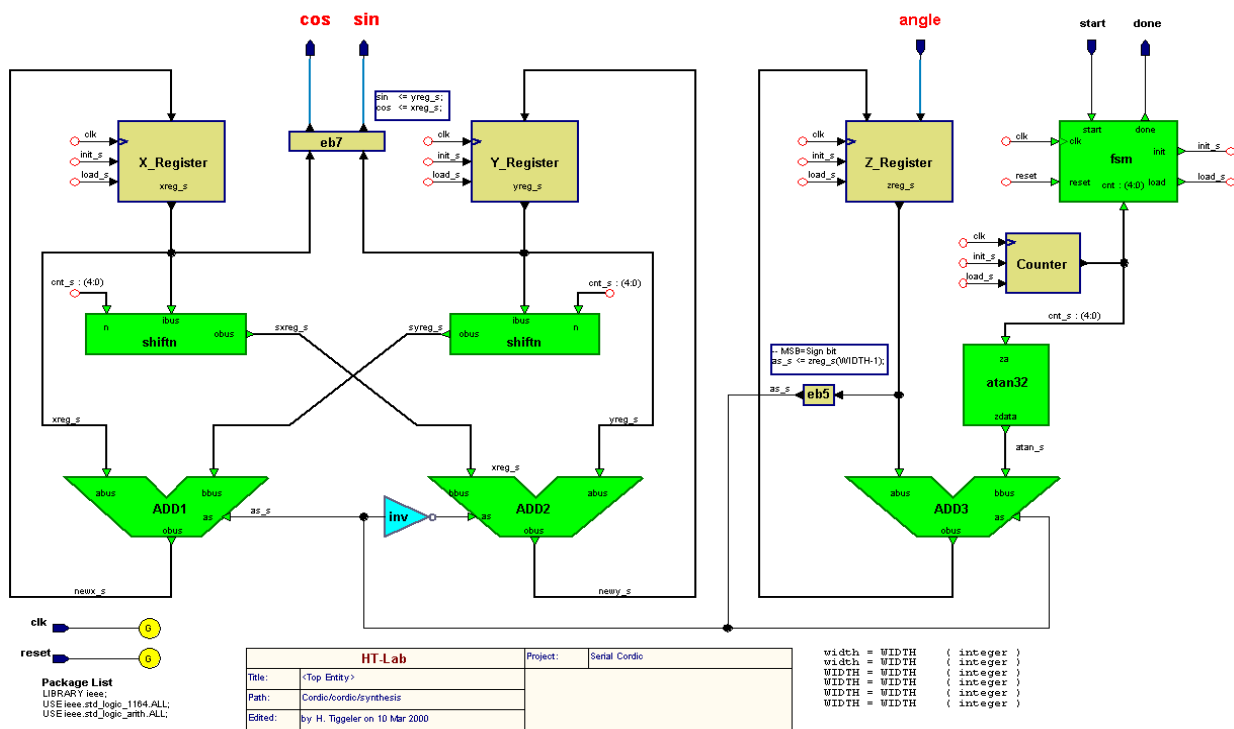 cos
sin
angle
start
done
sin <= yreg_s;
cos <= xreg_s;
eb7
clk
init_s
load_s
X_Register
xreg_s
clk
init_s
load_s
Y_Register
yreg_s
clk
init_s
load_s
Z_Register
zreg_s
clk
reset
start
done
clk
fsm
init
reset
cnt : (4:0)
load
init_s
load_s
clk
init_s
load_s
Counter
cnt_s : (4:0)
cnt_s : (4:0)
n
ibus
obus
shiftn
sxreg_s
syreg_s
ibus
n
obus
shiftn
cnt_s : (4:0)
-- MSB=Sign bit
as_s <= zreg_s(WIDTH-1);
as_s
eb5
za
atan32
zdata
atan_s
xreg_s
xreg_s
yreg_s
abus
bbus
ADD1
as
obus
as_s
inv
bbus
abus
as
ADD2
obus
abus
bbus
ADD3
as
obus
newx_s
newy_s
clk
G
reset
G
Package List
LIBRARY ieee;
USE ieee.std_logic_1164.ALL;
USE ieee.std_logic_arith.ALL;
HT-Lab
Title: <Top Entity>
Path: Cordic/cordic/synthesis
Edited: by H. Tiggeler on 10 Mar 2000
Project: Serial Cordic
width = WIDTH ( integer )
width = WIDTH ( integer )
WIDTH = WIDTH ( integer )
WIDTH = WIDTH ( integer )
WIDTH = WIDTH ( integer )
WIDTH = WIDTH ( integer )